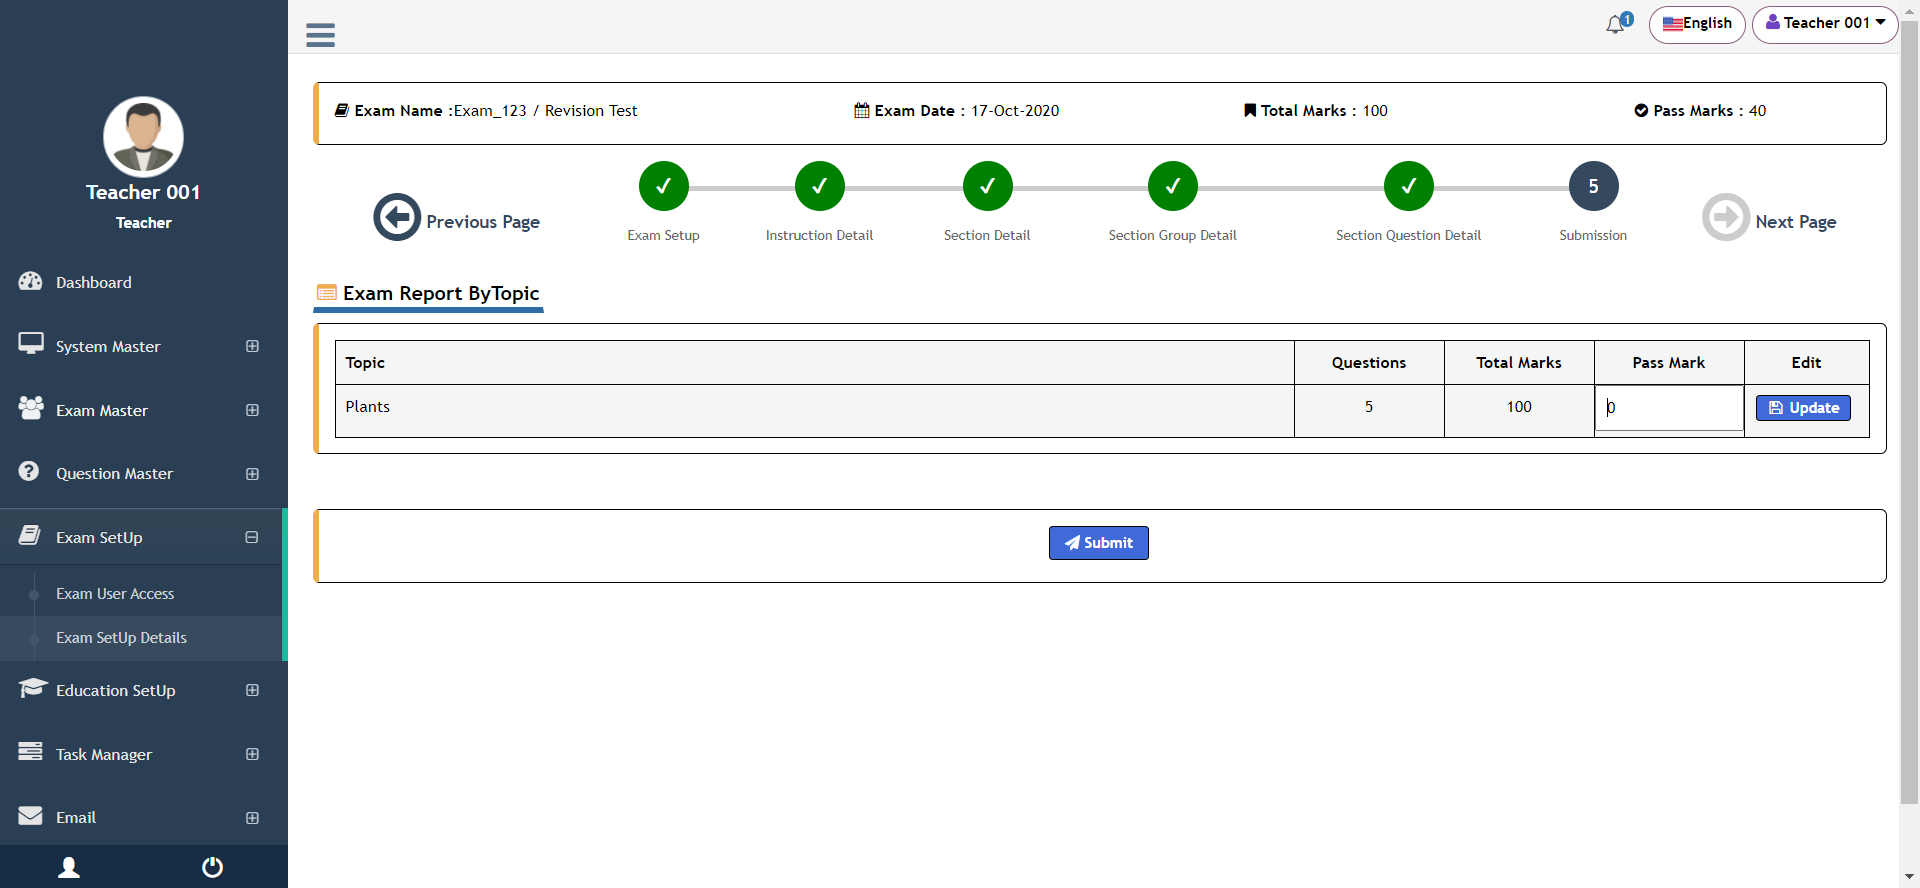 1
English
Teacher 001
Teacher 001
Teacher
Dashboard
System Master
Exam Master
Question Master
Exam SetUp
Exam User Access
Exam SetUp Details
Education SetUp
Task Manager
Email
Exam Name :Exam_123 / Revision Test
Exam Date : 17-Oct-2020
Total Marks : 100
Pass Marks : 40
Previous Page
5
Exam Setup
Instruction Detail
Section Detail
Section Group Detail
Section Question Detail
Submission
Next Page
Exam Report ByTopic
Topic Questions Total Marks Pass Mark Edit
Plants 5 100 0 Update
Submit